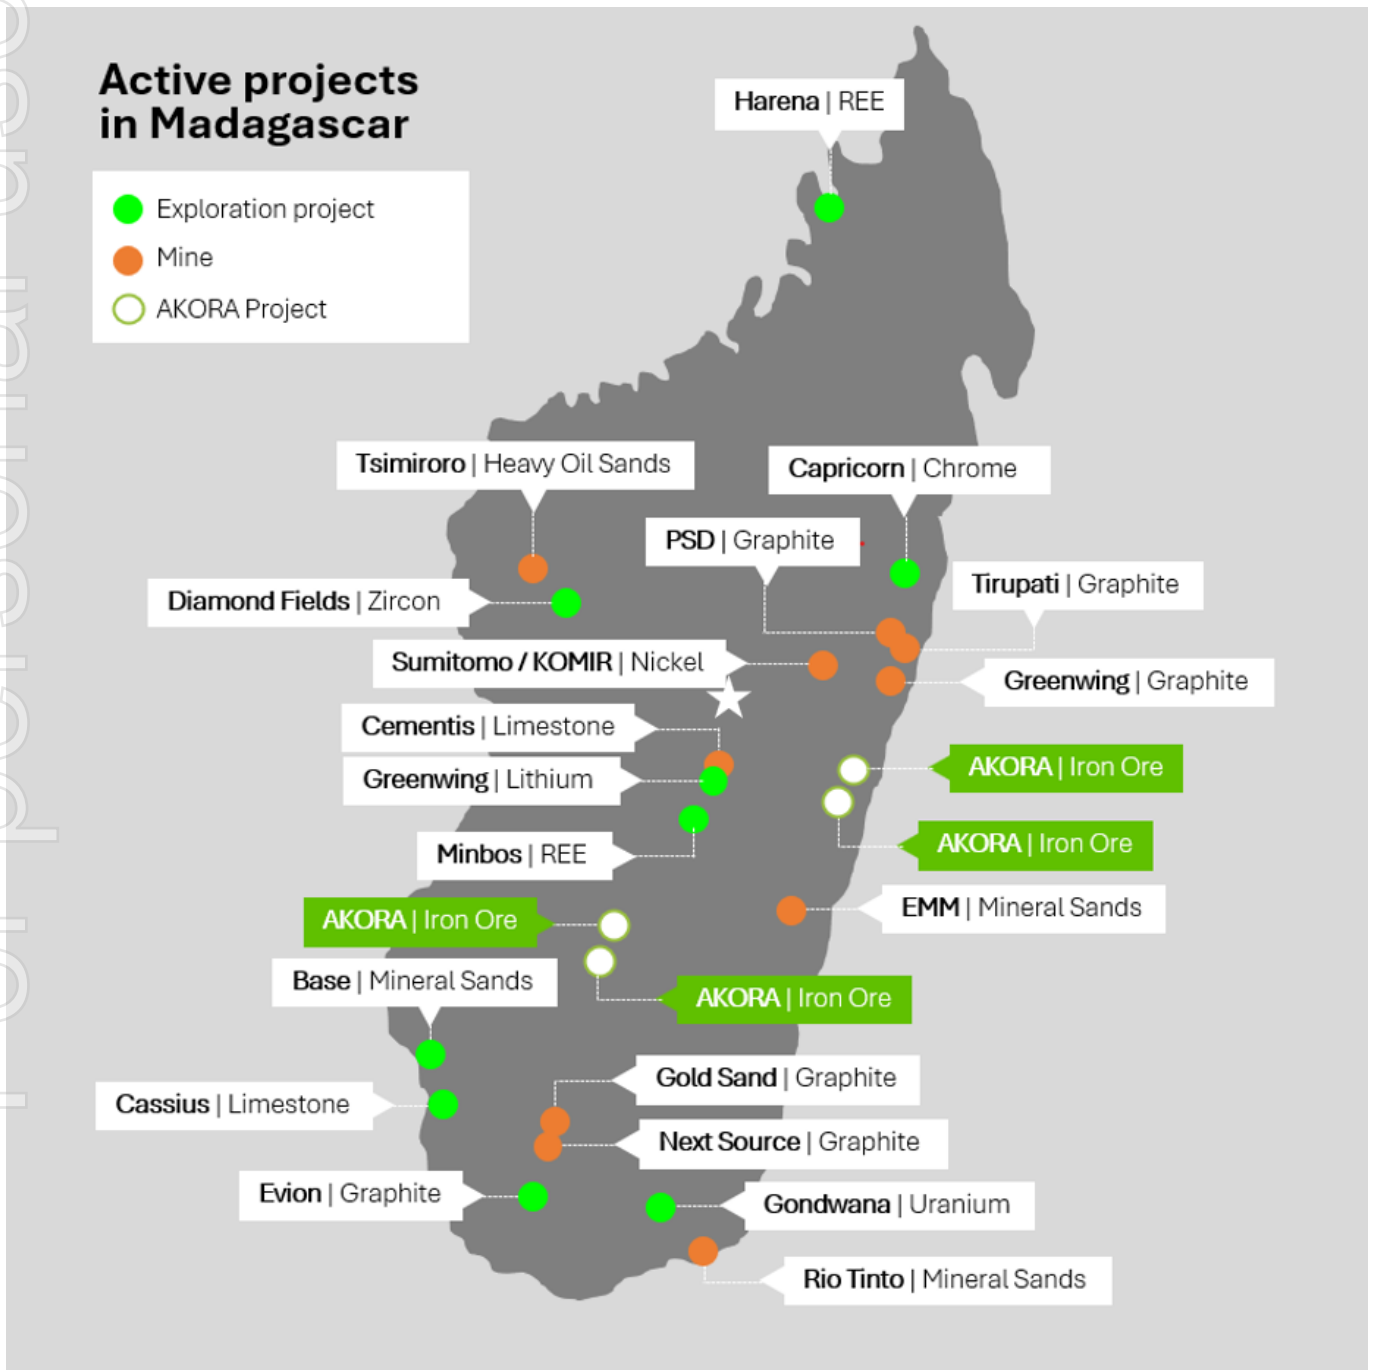 Active projects
in Madagascar
Exploration project
Mine
AKORA Project
Harena | REE
Tsimiroro | Heavy Oil Sands
Capricorn | Chrome
PSD | Graphite
Tirupati | Graphite
Diamond Fields | Zircon
Sumitomo / KOMIR | Nickel
Greenwing | Graphite
Cementis | Limestone
Greenwing | Lithium
AKORA | Iron Ore
AKORA | Iron Ore
Minbos | REE
EMM | Mineral Sands
AKORA | Iron Ore
Base | Mineral Sands
AKORA | Iron Ore
Gold Sand | Graphite
Cassius | Limestone
Next Source | Graphite
Evion | Graphite
Gondwana | Uranium
Rio Tinto | Mineral Sands